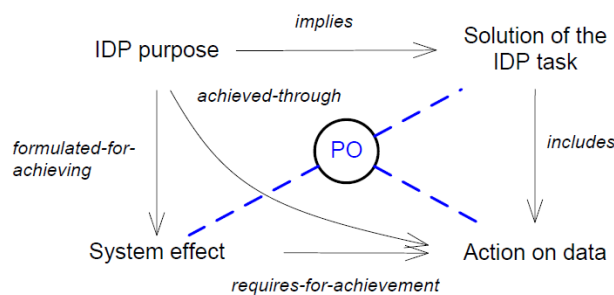 implies
IDP purpose
Solution of the
IDP task
achieved-through
PO
formulated-for-
achieving
includes
System effect
Action on data
requires-for-achievement